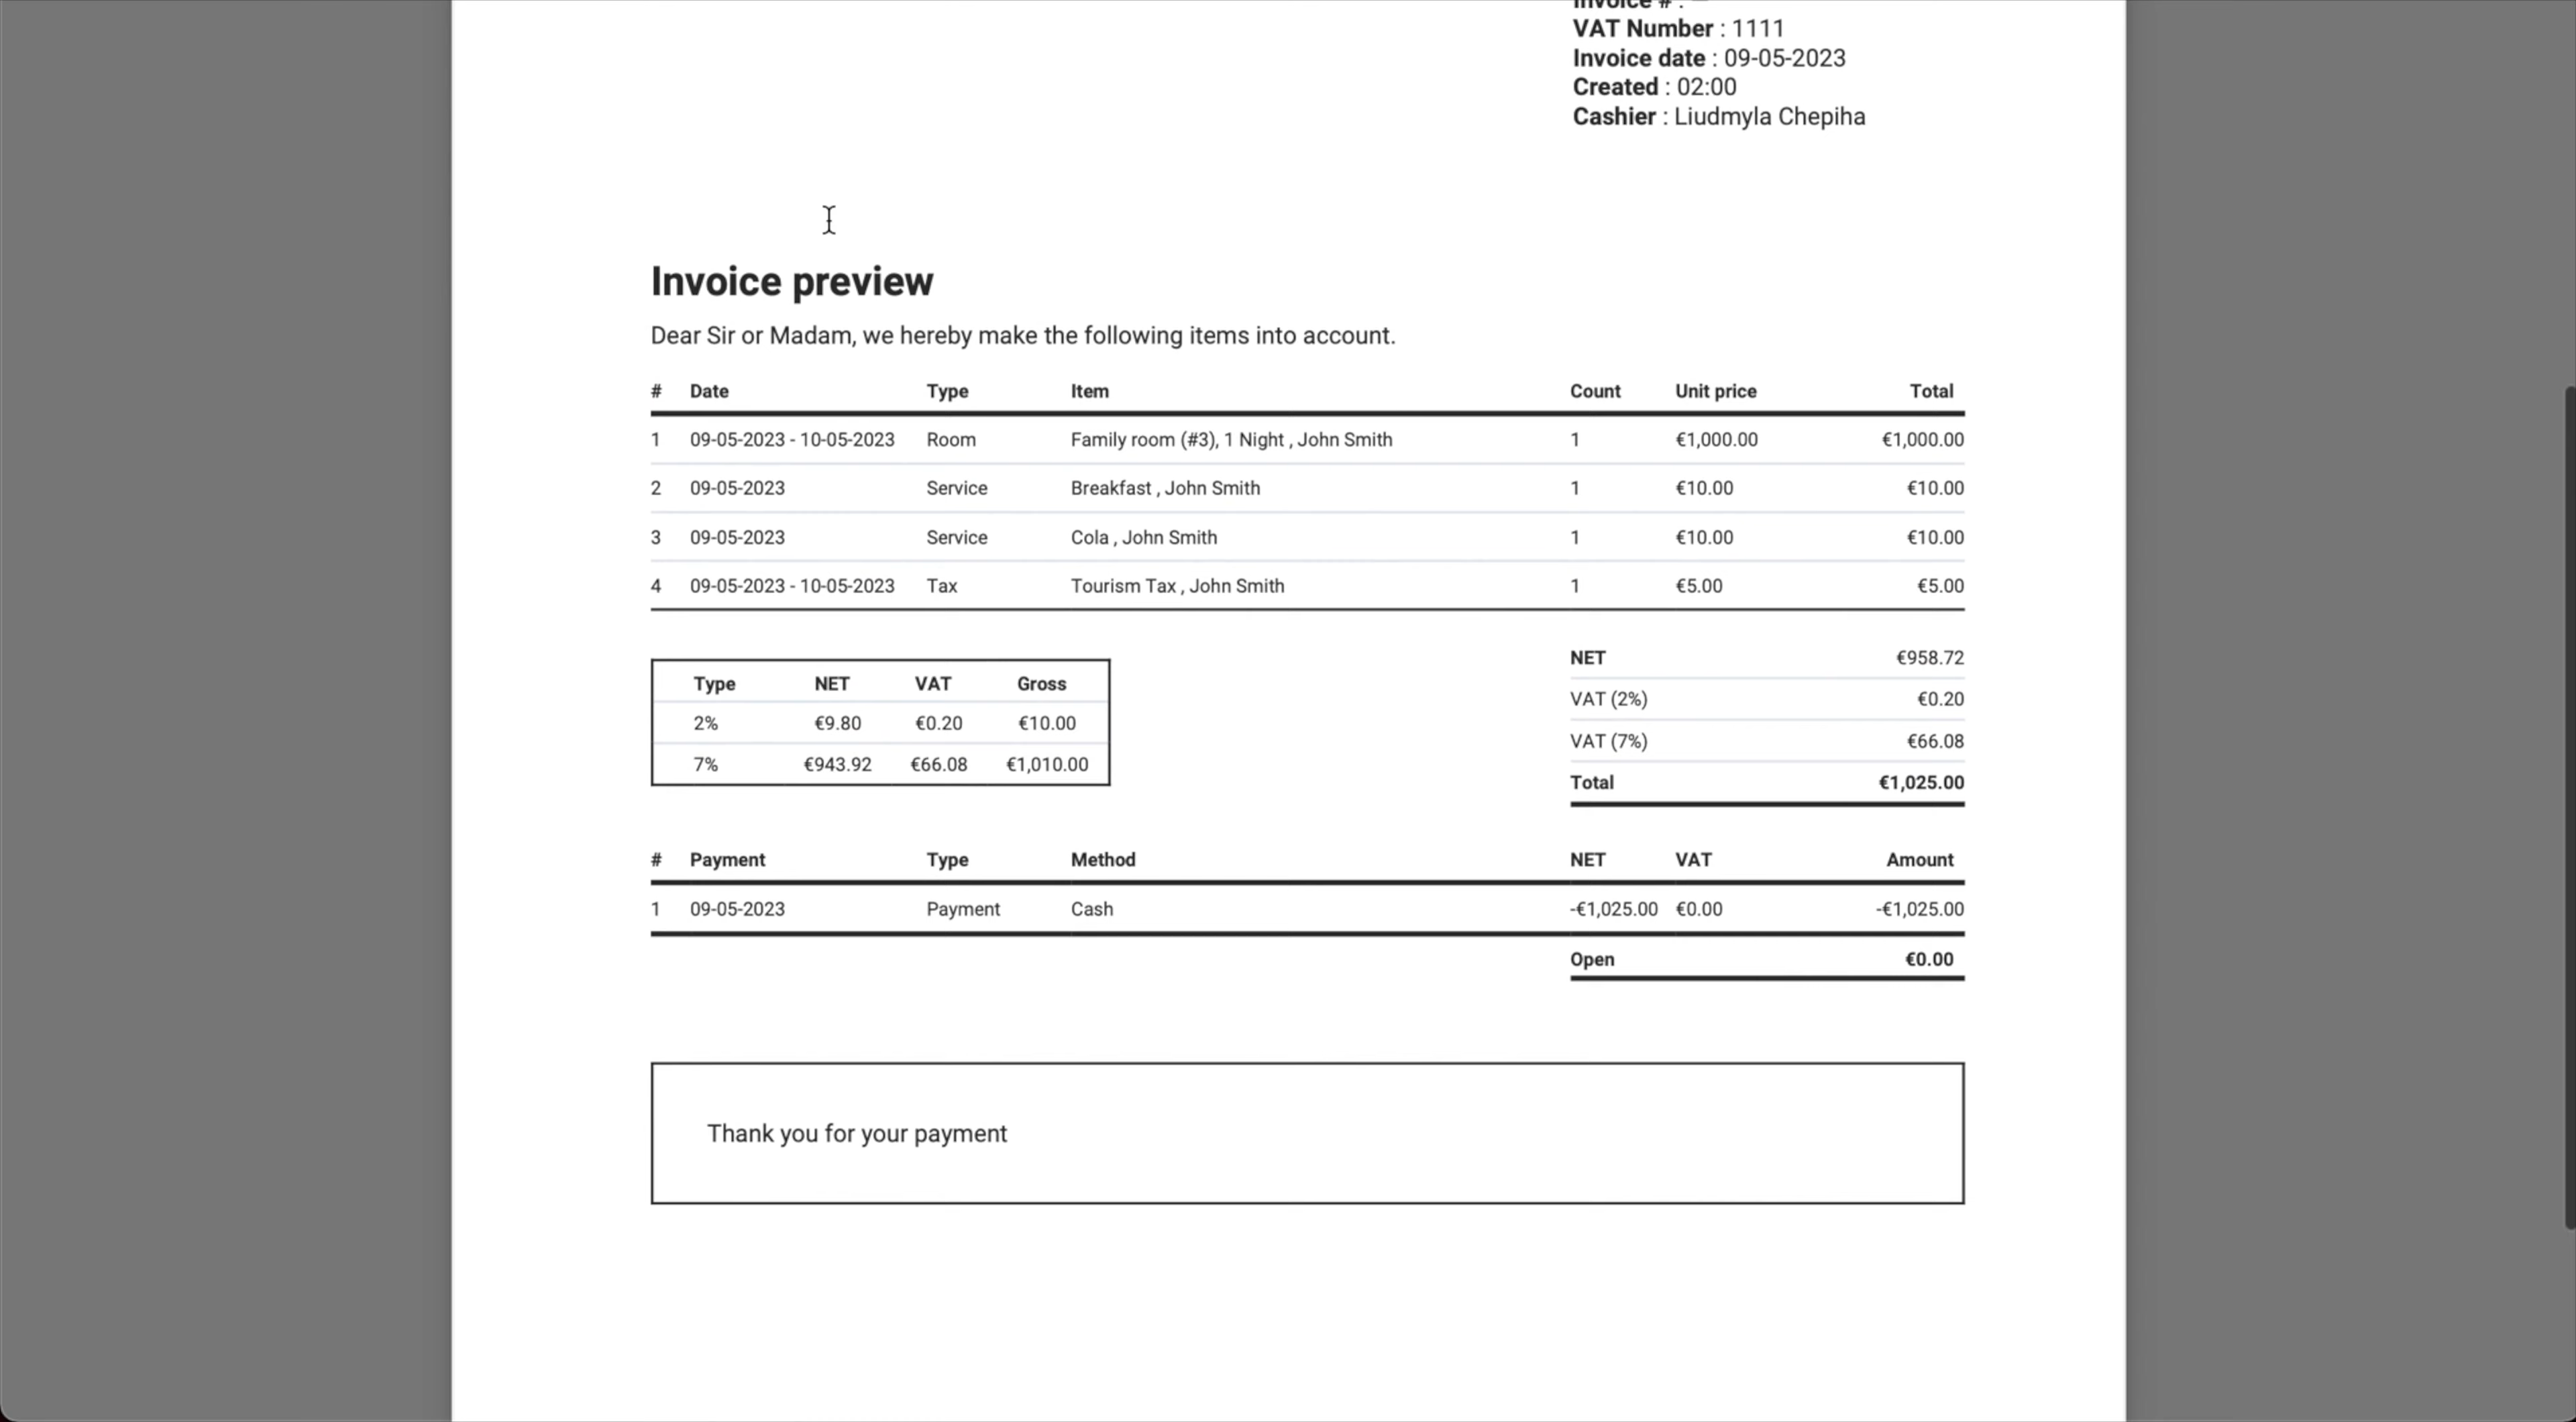 Invoice # : —
VAT Number : 1111
Invoice date : 09-05-2023
Created : 02:00
Cashier : Liudmyla Chepiha
Invoice preview
Dear Sir or Madam, we hereby make the following items into account.
# Date Type Item Count Unit price Total
1 09-05-2023 - 10-05-2023 Room Family room (#3), 1 Night , John Smith 1 €1,000.00 €1,000.00
2 09-05-2023 Service Breakfast , John Smith 1 €10.00 €10.00
3 09-05-2023 Service Cola , John Smith 1 €10.00 €10.00
4 09-05-2023 - 10-05-2023 Tax Tourism Tax , John Smith 1 €5.00 €5.00
Type NET VAT Gross
2% €9.80 €0.20 €10.00
7% €943.92 €66.08 €1,010.00
NET €958.72
VAT (2%) €0.20
VAT (7%) €66.08
Total €1,025.00
# Payment Type Method NET VAT Amount
1 09-05-2023 Payment Cash -€1,025.00 €0.00 -€1,025.00
Open €0.00
Thank you for your payment